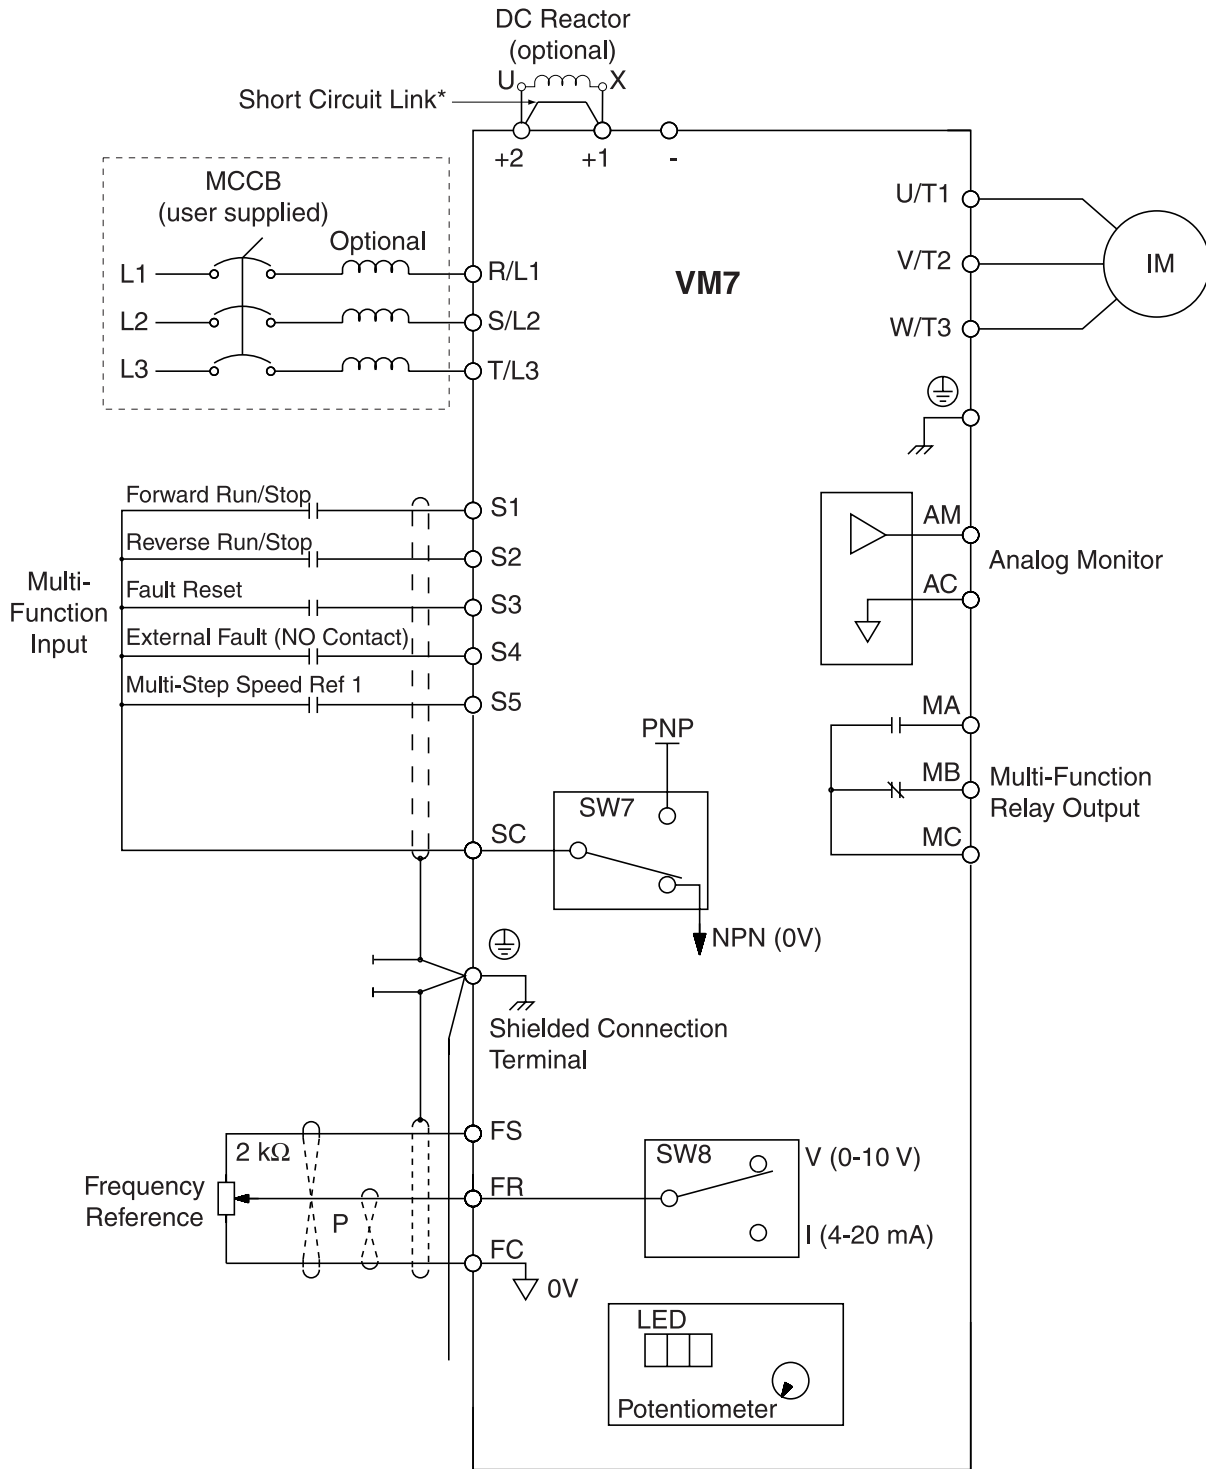 DC Reactor
(optional)
U
X
Short Circuit Link*
+2
+1
-
MCCB
(user supplied)
Optional
L1
R/L1
L2
S/L2
L3
T/L3
VM7
U/T1
V/T2
W/T3
IM
Forward Run/Stop
S1
Reverse Run/Stop
S2
Fault Reset
S3
External Fault (NO Contact)
S4
Multi-Step Speed Ref 1
S5
Multi-
Function
Input
AM
Analog Monitor
AC
MA
MB
Multi-Function
Relay Output
MC
PNP
SW7
SC
NPN (0V)
Shielded Connection
Terminal
FS
2 kΩ
Frequency
Reference
P
FR
FC
0V
SW8
V (0-10 V)
I (4-20 mA)
LED
Potentiometer